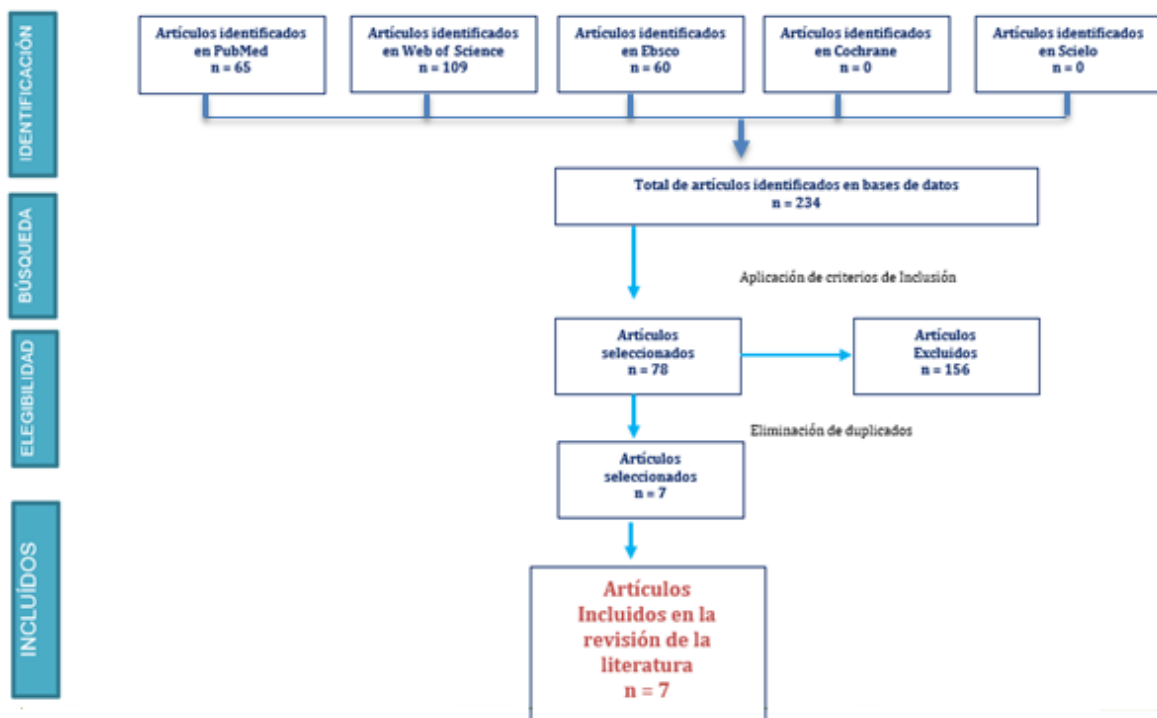 IDENTIFICACIÓN
Artículos identificados
en PubMed
n = 65
Artículos identificados
en Web of Science
n = 109
Artículos identificados
en Ebsco
n = 60
Artículos identificados
en Cochrane
n = 0
Artículos identificados
en Scielo
n = 0
BÚSQUEDA
Total de artículos identificados en bases de datos
n = 234
Aplicación de criterios de Inclusión
ELEGIBILIDAD
Artículos
seleccionados
n = 78
Artículos
Excluidos
n = 156
Eliminación de duplicados
Artículos
seleccionados
n = 7
INCLUÍDOS
Artículos
Incluidos en la
revisión de la
literatura
n = 7